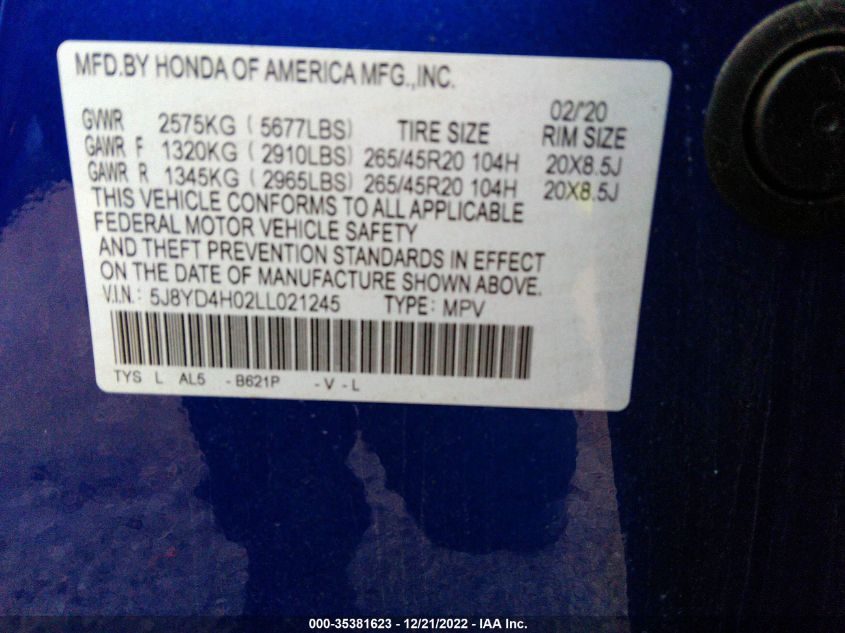 MFD.BY HONDA OF AMERICA MFG.,INC.
02/'20
GVWR 2575KG ( 5677LBS) TIRE SIZE RIM SIZE
GAWR F 1320KG ( 2910LBS) 265/45R20 104H 20X8.5J
GAWR R 1345KG ( 2965LBS) 265/45R20 104H 20X8.5J
THIS VEHICLE CONFORMS TO ALL APPLICABLE
FEDERAL MOTOR VEHICLE SAFETY
AND THEFT PREVENTION STANDARDS IN EFFECT
ON THE DATE OF MANUFACTURE SHOWN ABOVE.
V.I.N.: 5J8YD4H02LL021245 TYPE: MPV
TYS L AL5 - B621P - V - L
000-35381623 - 12/21/2022 - IAA Inc.